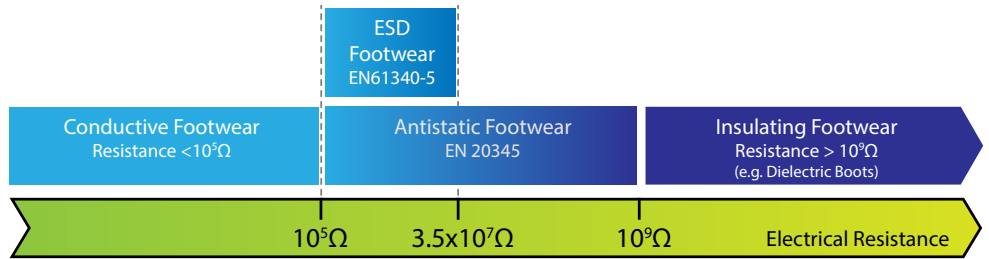 ESD
Footwear
EN61340-5
Conductive Footwear
Resistance <10⁵Ω
Antistatic Footwear
EN 20345
Insulating Footwear
Resistance > 10⁹Ω
(e.g. Dielectric Boots)
10⁵Ω
3.5x10⁷Ω
10⁹Ω
Electrical Resistance